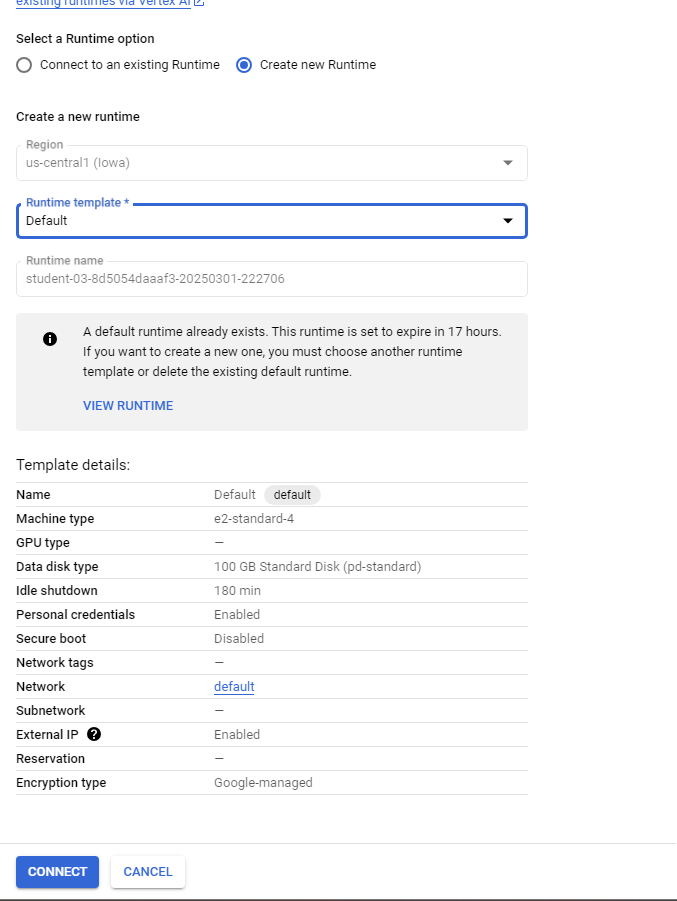 existing runtimes via Vertex AI
Select a Runtime option
Connect to an existing Runtime
Create new Runtime
Create a new runtime
Region
us-central1 (Iowa)
Runtime template *
Default
Runtime name
student-03-8d5054daaaf3-20250301-222706
A default runtime already exists. This runtime is set to expire in 17 hours.
If you want to create a new one, you must choose another runtime
template or delete the existing default runtime.
VIEW RUNTIME
Template details:
Name Default default
Machine type e2-standard-4
GPU type —
Data disk type 100 GB Standard Disk (pd-standard)
Idle shutdown 180 min
Personal credentials Enabled
Secure boot Disabled
Network tags —
Network default
Subnetwork —
External IP ? Enabled
Reservation —
Encryption type Google-managed
CONNECT CANCEL